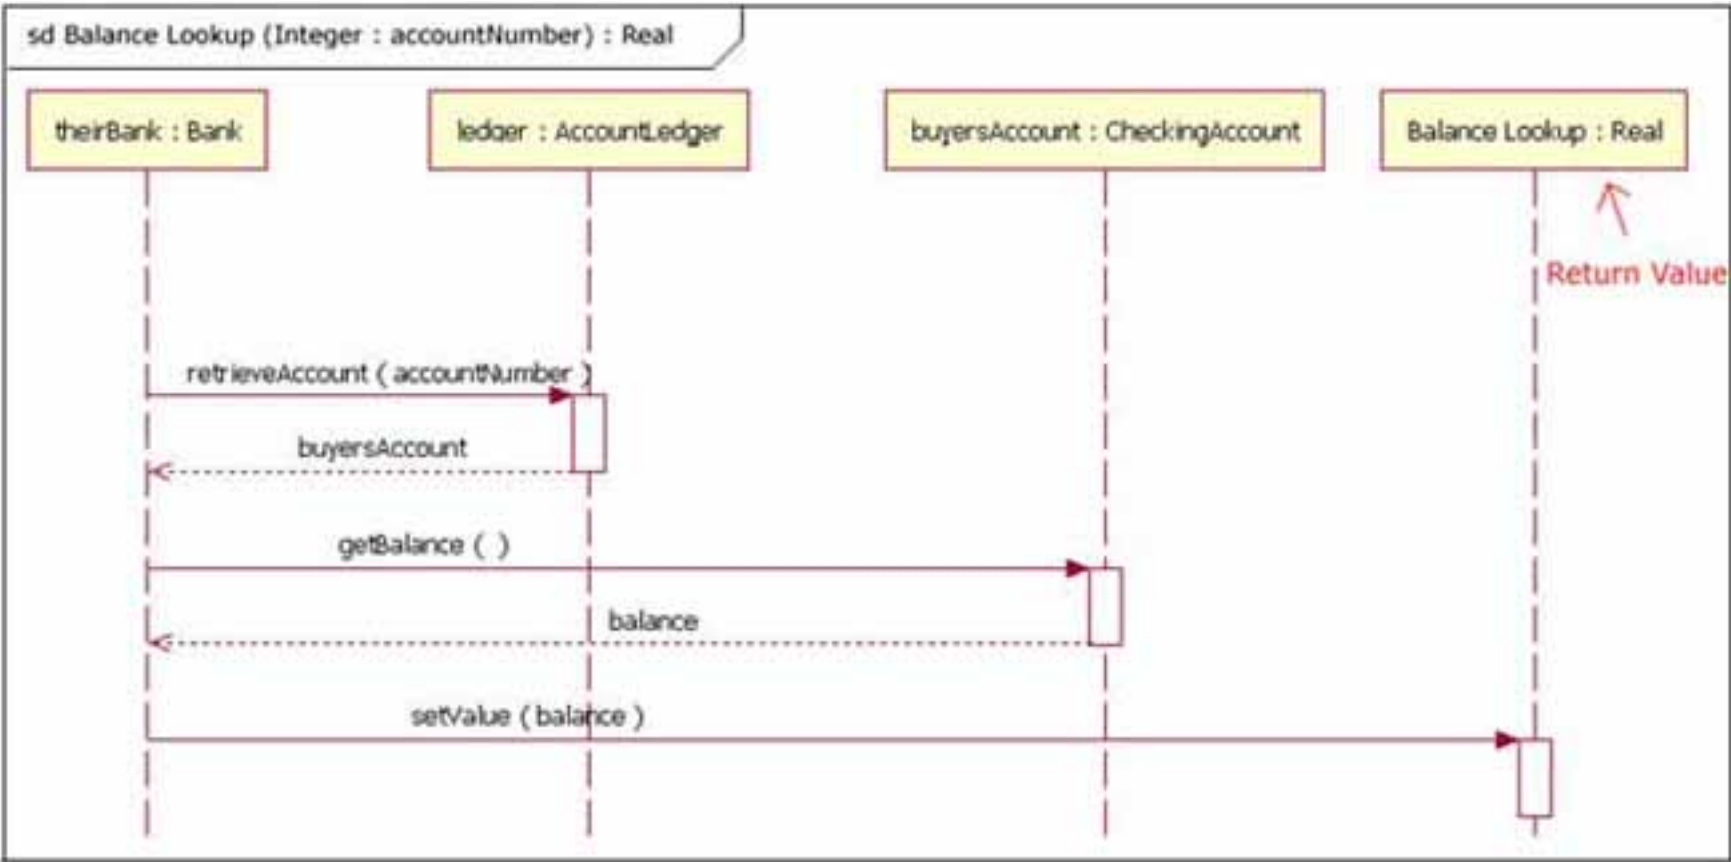 sd Balance Lookup (Integer : accountNumber) : Real
theirBank : Bank
ledger : AccountLedger
buyersAccount : CheckingAccount
Balance Lookup : Real
Return Value
retrieveAccount ( accountNumber )
buyersAccount
getBalance ( )
balance
setValue ( balance )